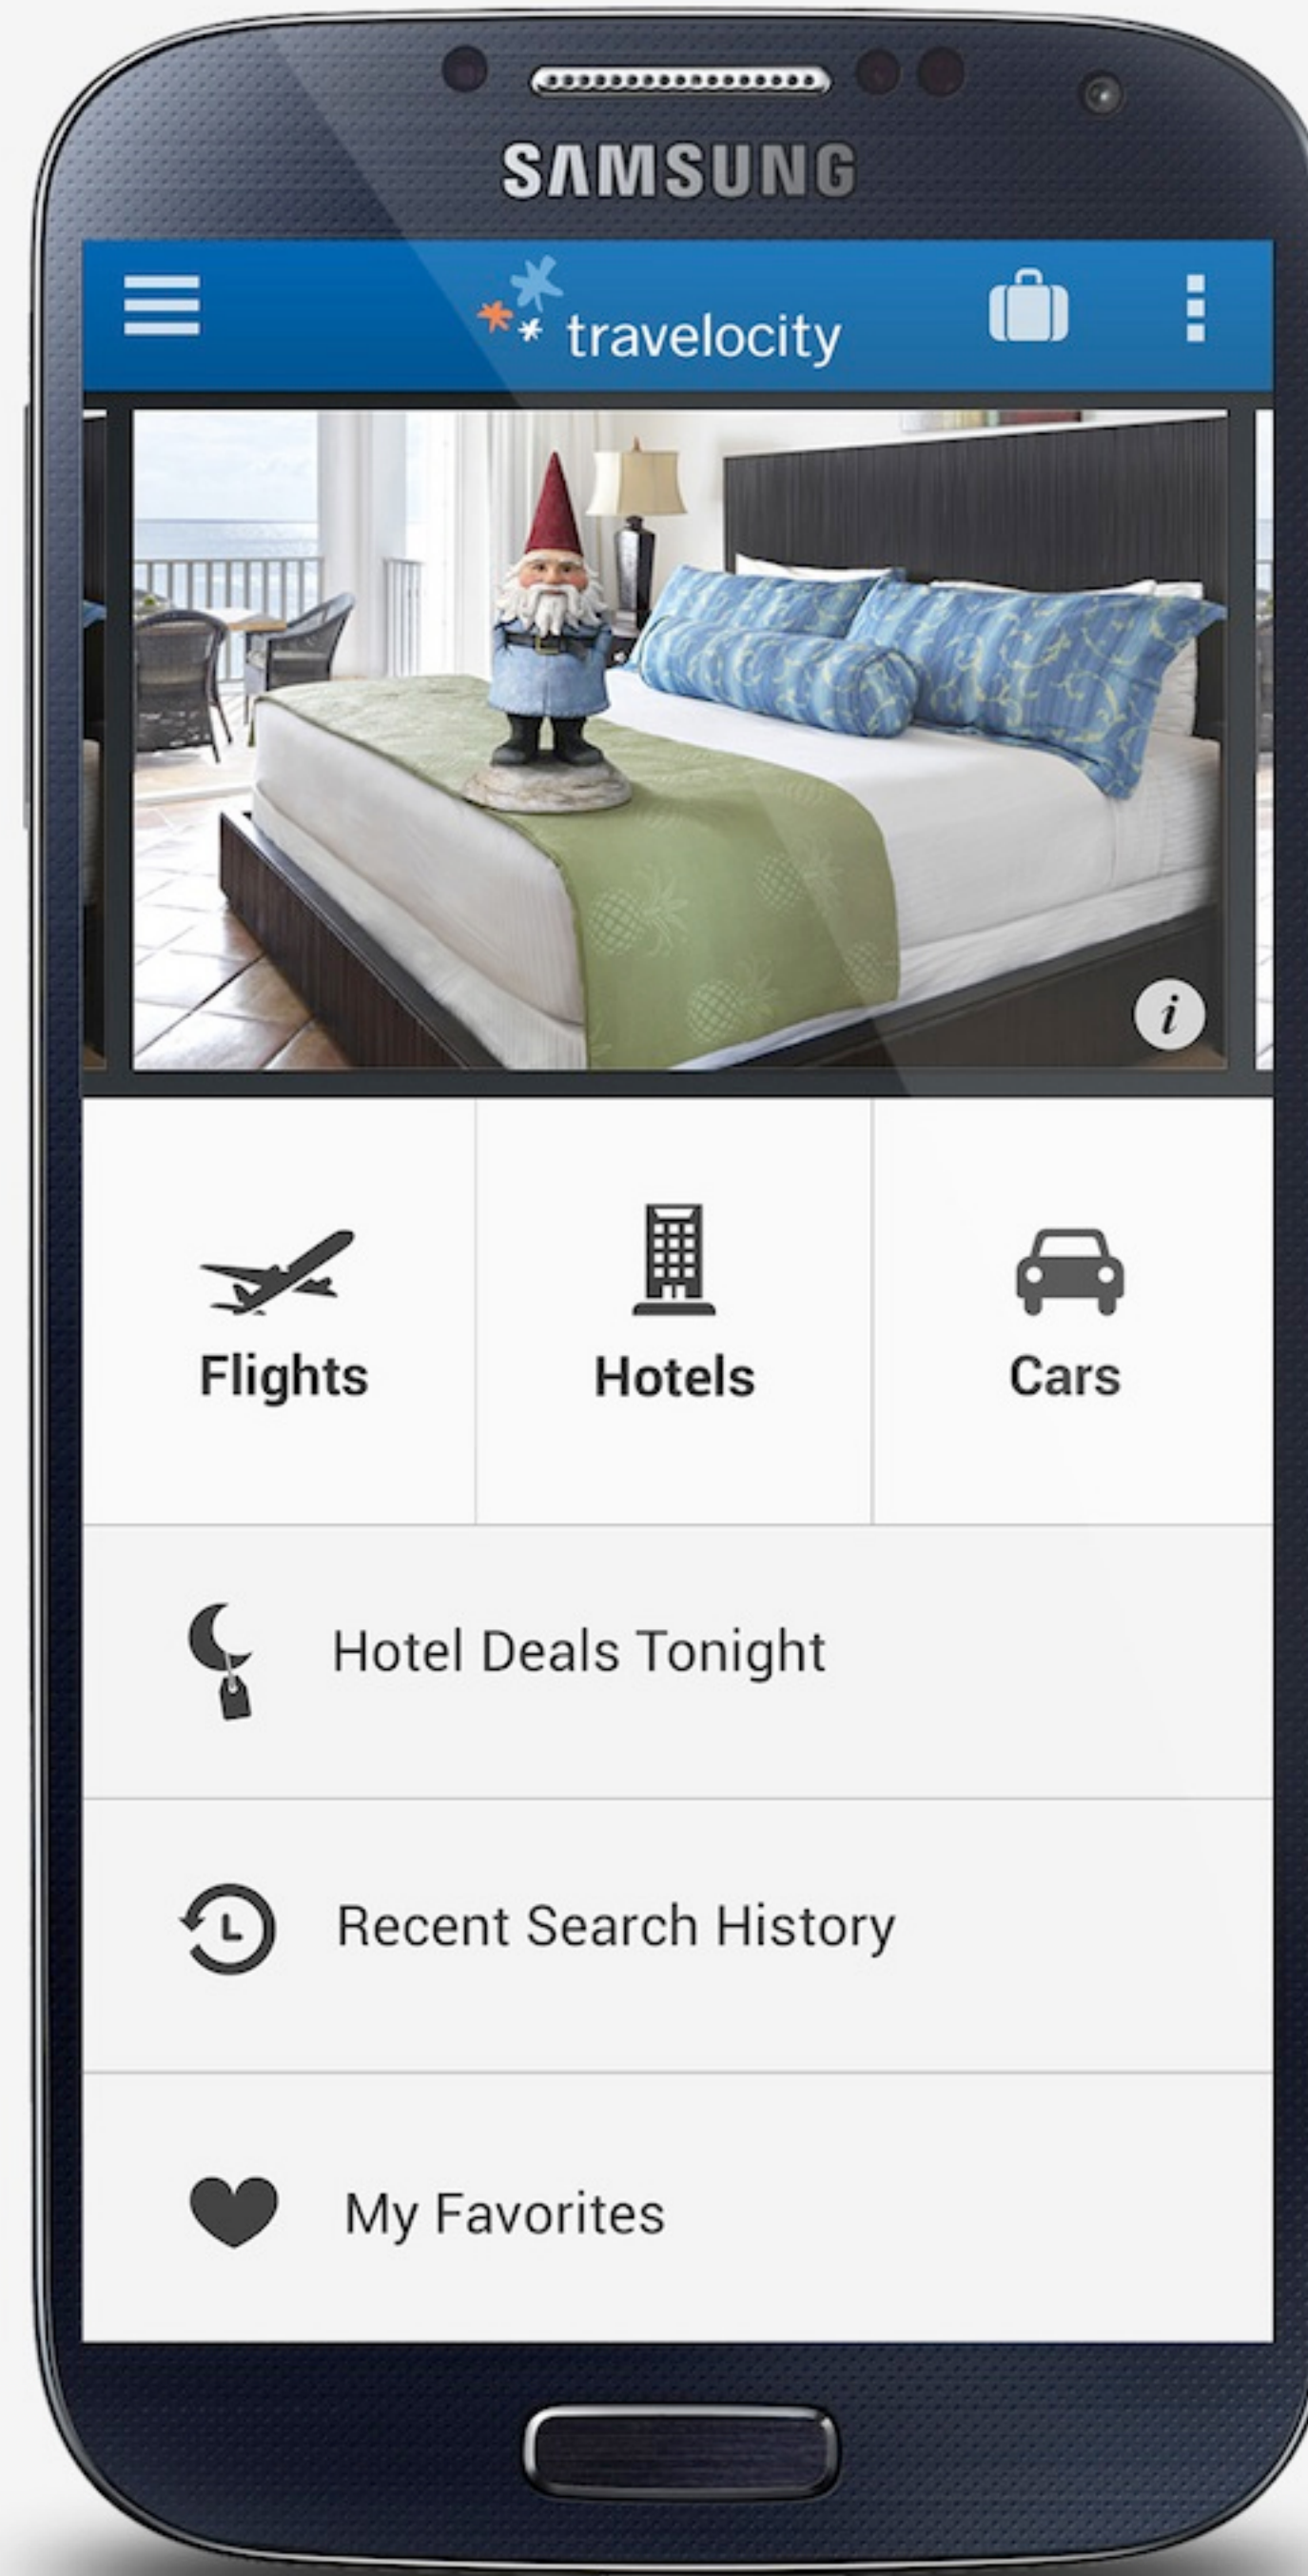 SAMSUNG
travelocity
i
Flights
Hotels
Cars
Hotel Deals Tonight
Recent Search History
My Favorites